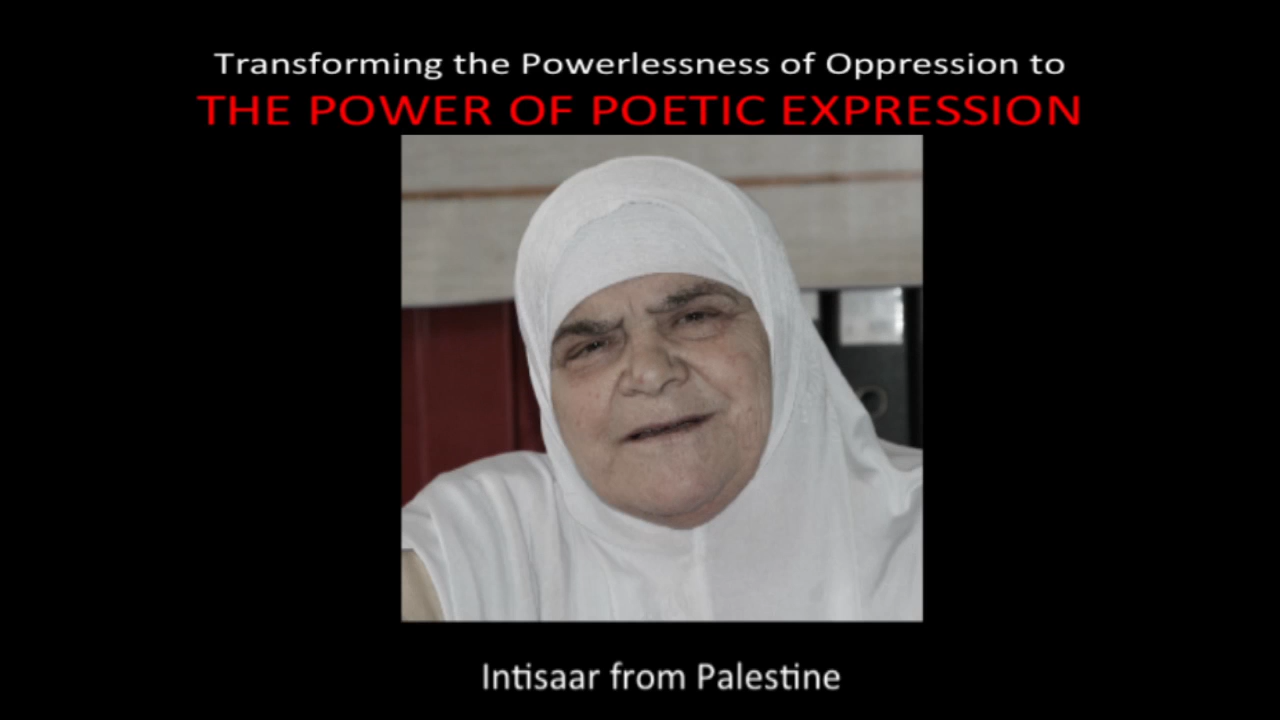 Transforming the Powerlessness of Oppression to
THE POWER OF POETIC EXPRESSION
Intisaar from Palestine